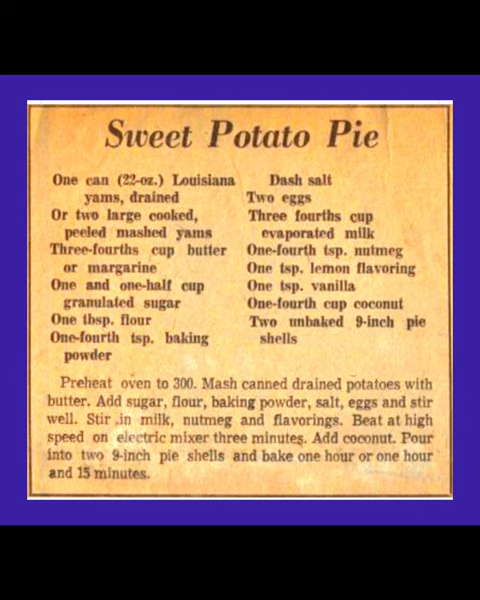 Sweet Potato Pie
One can (22-oz.) Louisiana
yams, drained
Or two large cooked,
peeled mashed yams
Three-fourths cup butter
or margarine
One and one-half cup
granulated sugar
One tbsp. flour
One-fourth tsp. baking
powder
Dash salt
Two eggs
Three fourths cup
evaporated milk
One-fourth tsp. nutmeg
One tsp. lemon flavoring
One tsp. vanilla
One-fourth cup coconut
Two unbaked 9-inch pie
shells
Preheat oven to 300. Mash canned drained potatoes with
butter. Add sugar, flour, baking powder, salt, eggs and stir
well. Stir in milk, nutmeg and flavorings. Beat at high
speed on electric mixer three minutes. Add coconut. Pour
into two 9-inch pie shells and bake one hour or one hour
and 15 minutes.